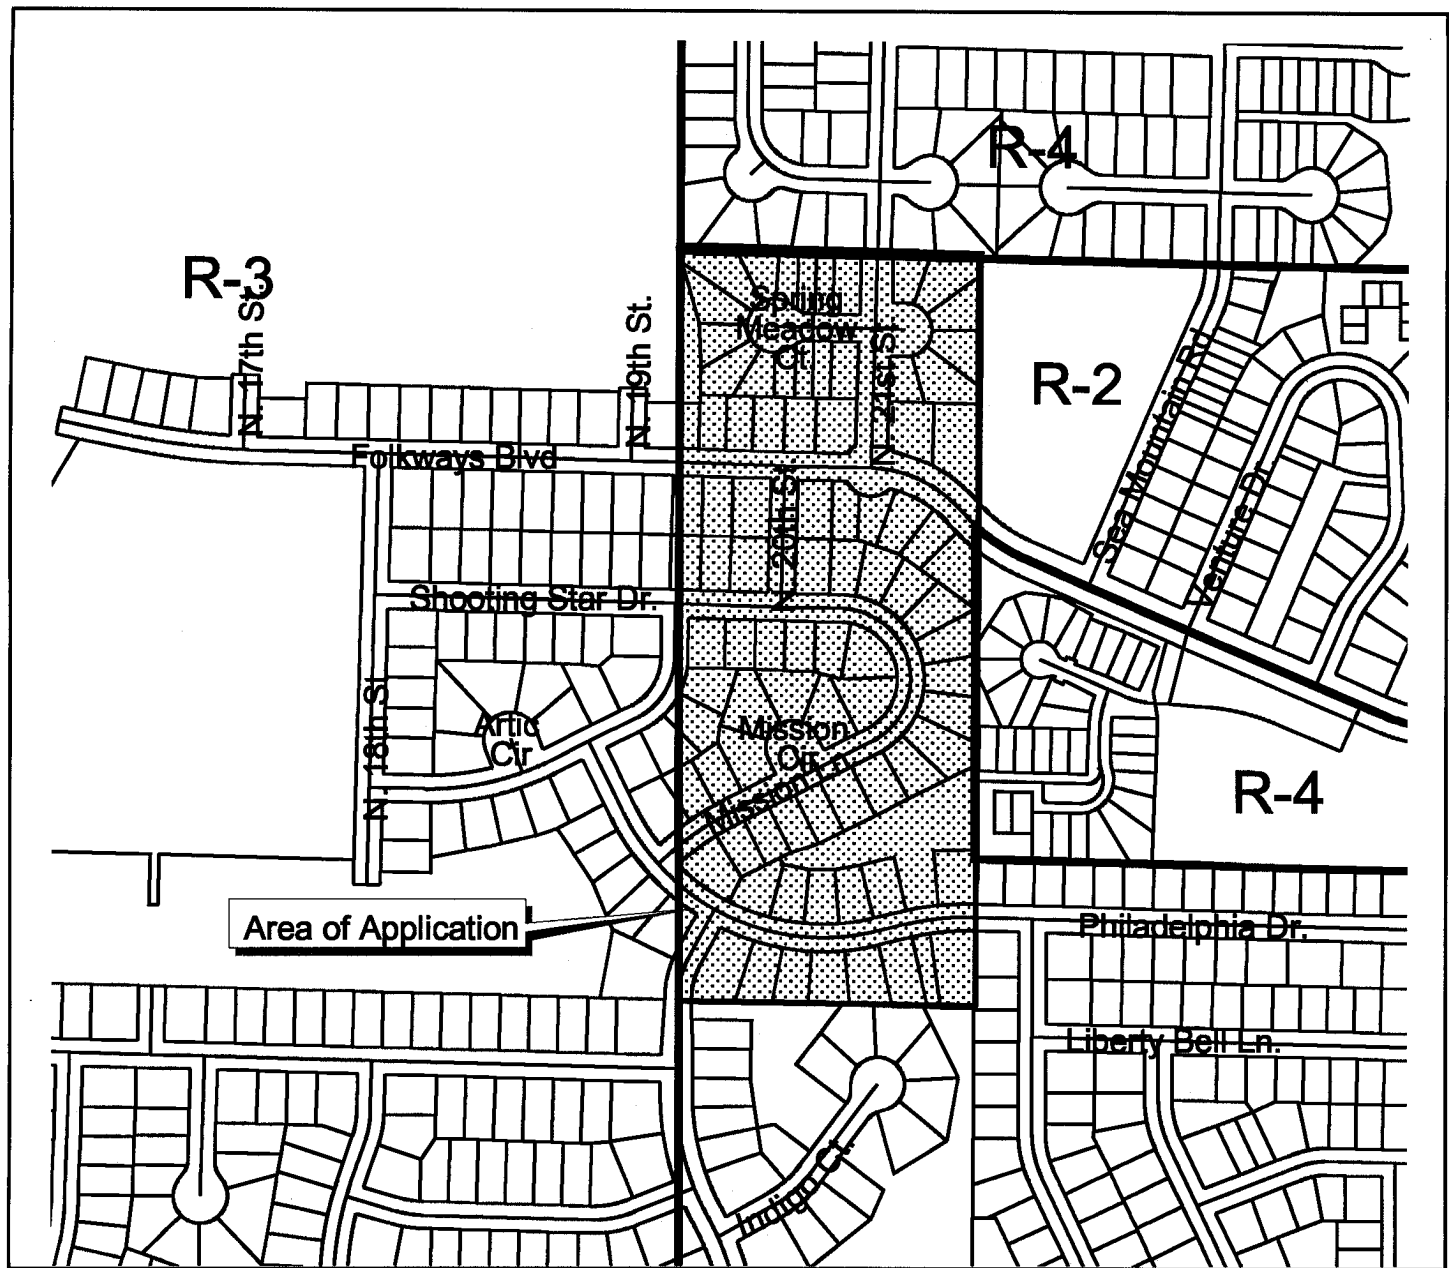 R-4
R-3
N. 17th St.
N. 19th St.
Spring
Meadow
Ct.
N. 21st St.
R-2
Sea Mountain Rd.
Venture Dr.
Folkways Blvd
N. 20th St.
Shooting Star Dr.
N. 18th St.
Artic
Cir
Mission
Cir.
Mission Ln.
R-4
Area of Application
Philadelphia Dr.
Liberty Bell Ln.
Indigo Ct.